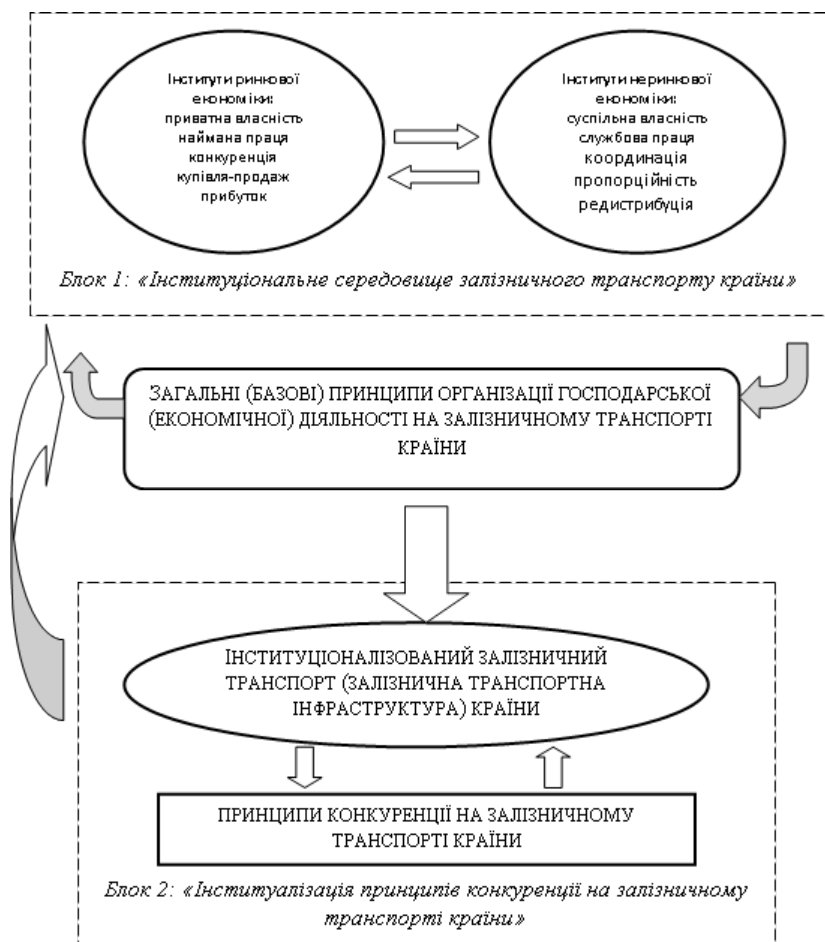 Інститути ринкової
економіки:
приватна власність
наймана праця
конкуренція
купівля-продаж
прибуток
Інститути неринкової
економіки:
суспільна власність
службова праця
координація
пропорційність
редистрибуція
Блок 1: «Інституціональне середовище залізничного транспорту країни»
ЗАГАЛЬНІ (БАЗОВІ) ПРИНЦИПИ ОРГАНІЗАЦІЇ ГОСПОДАРСЬКОЇ
(ЕКОНОМІЧНОЇ) ДІЯЛЬНОСТІ НА ЗАЛІЗНИЧНОМУ ТРАНСПОРТІ
КРАЇНИ
ІНСТИТУЦІОНАЛІЗОВАНИЙ ЗАЛІЗНИЧНИЙ
ТРАНСПОРТ (ЗАЛІЗНИЧНА ТРАНСПОРТНА
ІНФРАСТРУКТУРА) КРАЇНИ
ПРИНЦИПИ КОНКУРЕНЦІЇ НА ЗАЛІЗНИЧНОМУ
ТРАНСПОРТІ КРАЇНИ
Блок 2: «Інституалізація принципів конкуренції на залізничному
транспорті країни»